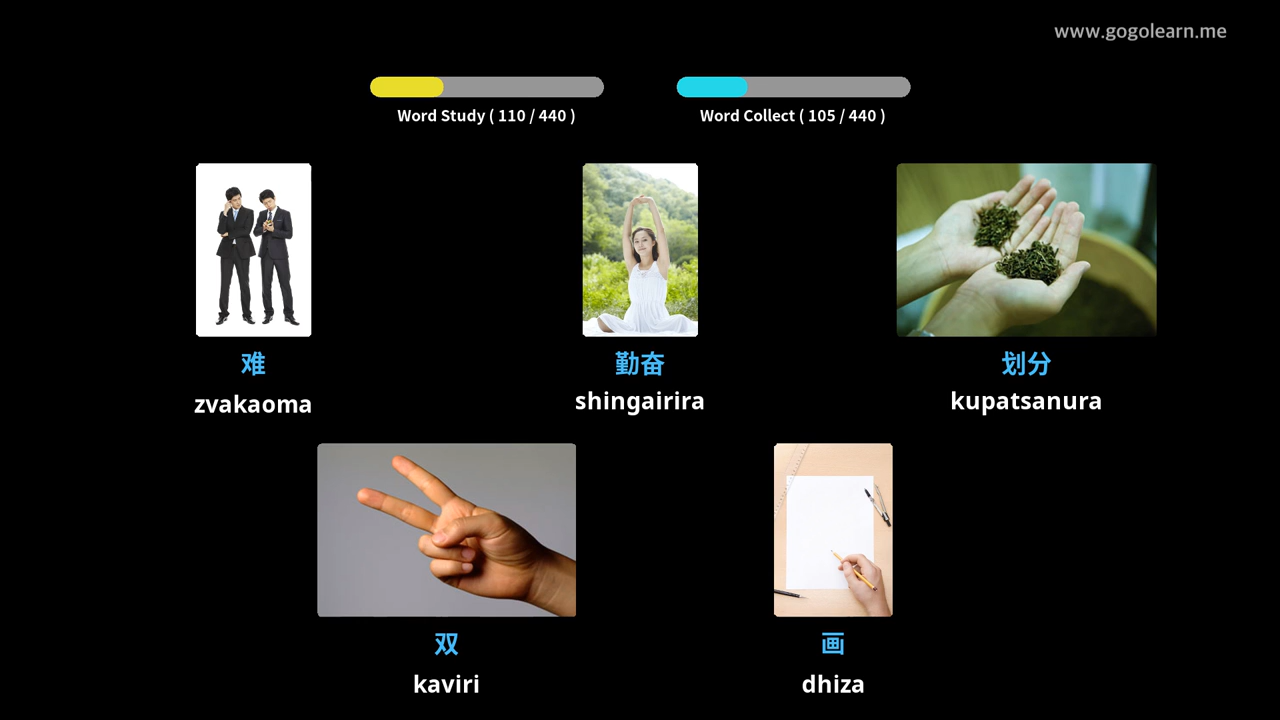 www.gogolearn.me
Word Study ( 110 / 440 )
Word Collect ( 105 / 440 )
难
勤奋
划分
zvakaoma
shingairira
kupatsanura
双
画
kaviri
dhiza